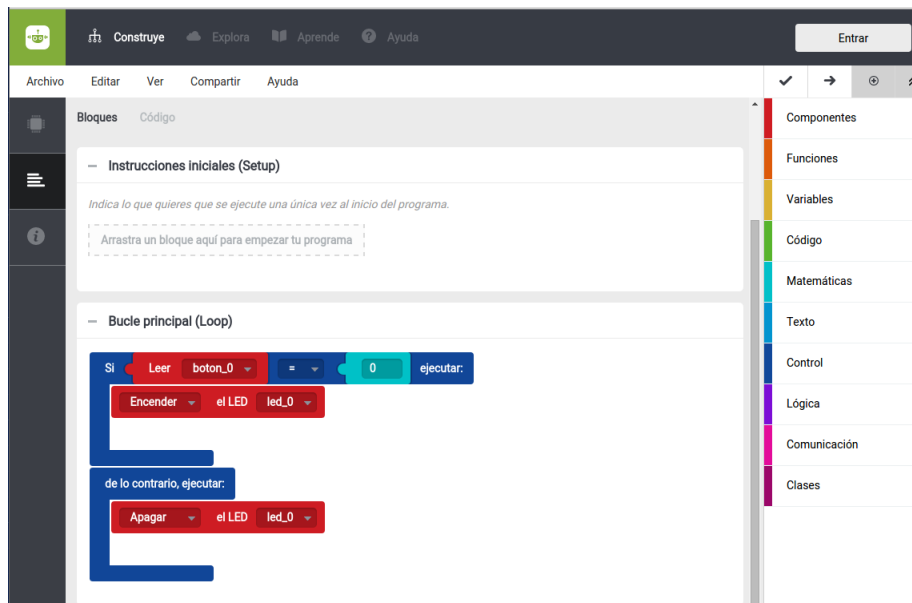 Construye Explora Aprende Ayuda Entrar
Archivo Editar Ver Compartir Ayuda
Bloques Código
Instrucciones iniciales (Setup)
Indica lo que quieres que se ejecute una única vez al inicio del programa.
Arrastra un bloque aquí para empezar tu programa
Bucle principal (Loop)
Si Leer boton_0 = 0 ejecutar:
Encender el LED led_0
de lo contrario, ejecutar:
Apagar el LED led_0
Componentes
Funciones
Variables
Código
Matemáticas
Texto
Control
Lógica
Comunicación
Clases